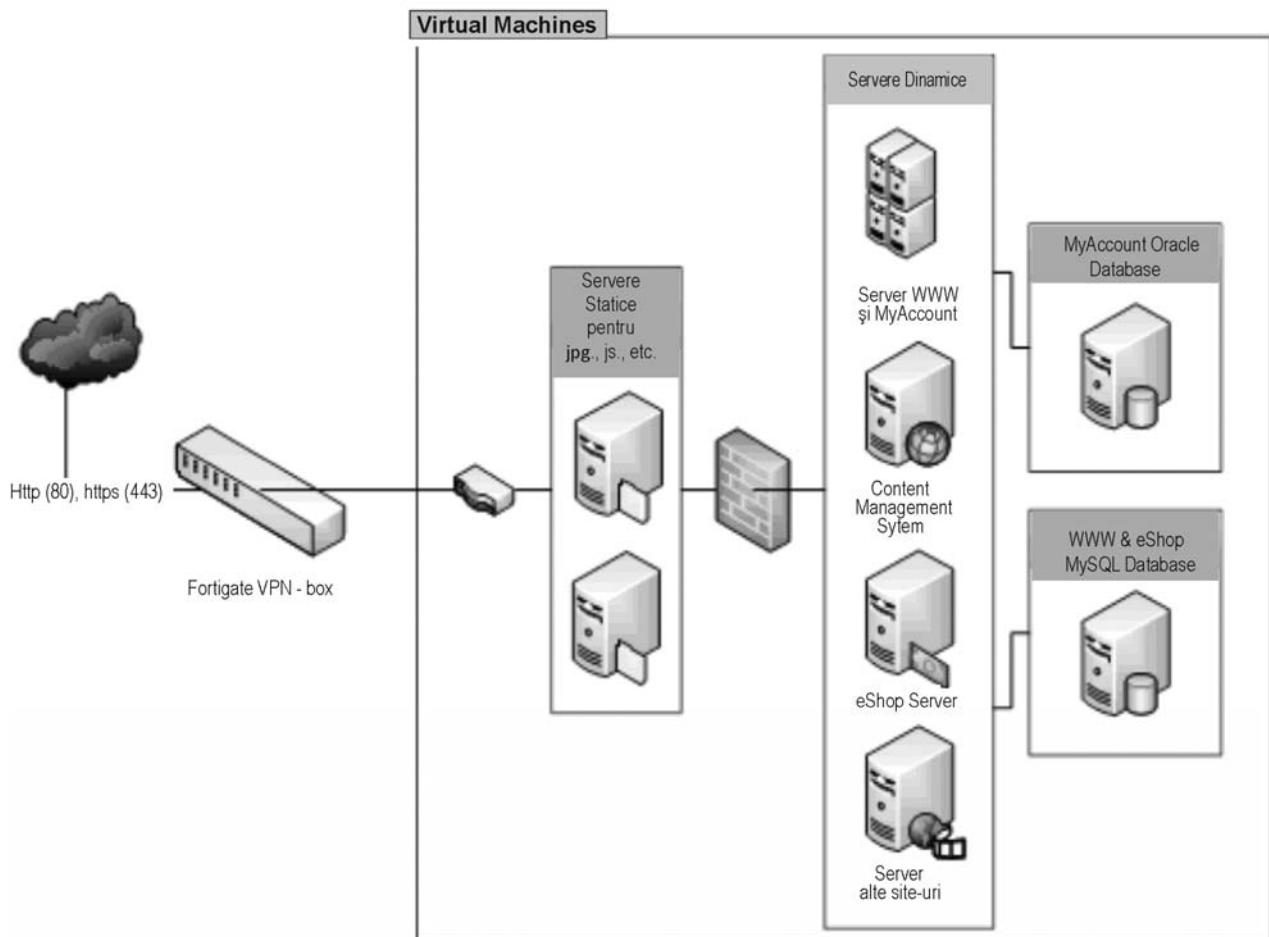 Virtual Machines
Servere Dinamice
Server WWW
şi MyAccount
Content
Management
Sytem
eShop Server
Server
alte site-uri
MyAccount Oracle
Database
WWW & eShop
MySQL Database
Servere
Statice
pentru
jpg., js., etc.
Http (80), https (443)
Fortigate VPN - box